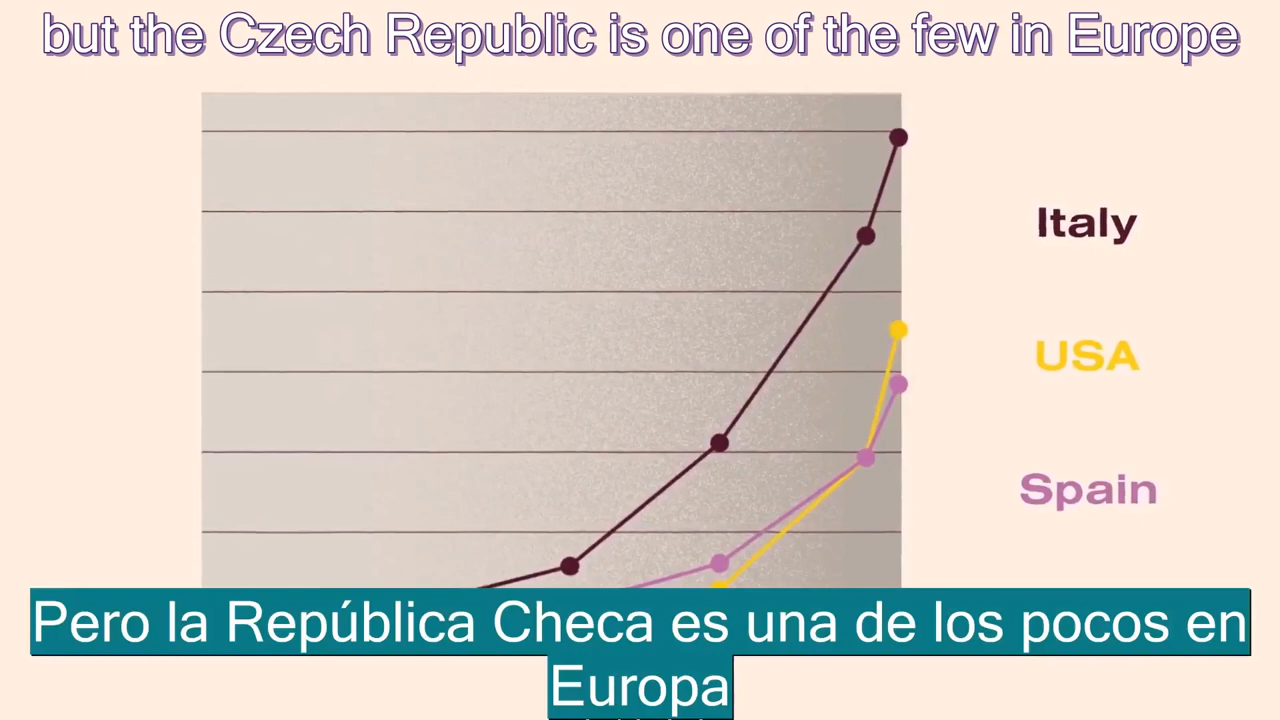 but the Czech Republic is one of the few in Europe
Italy
USA
Spain
Pero la República Checa es una de los pocos en
Europa